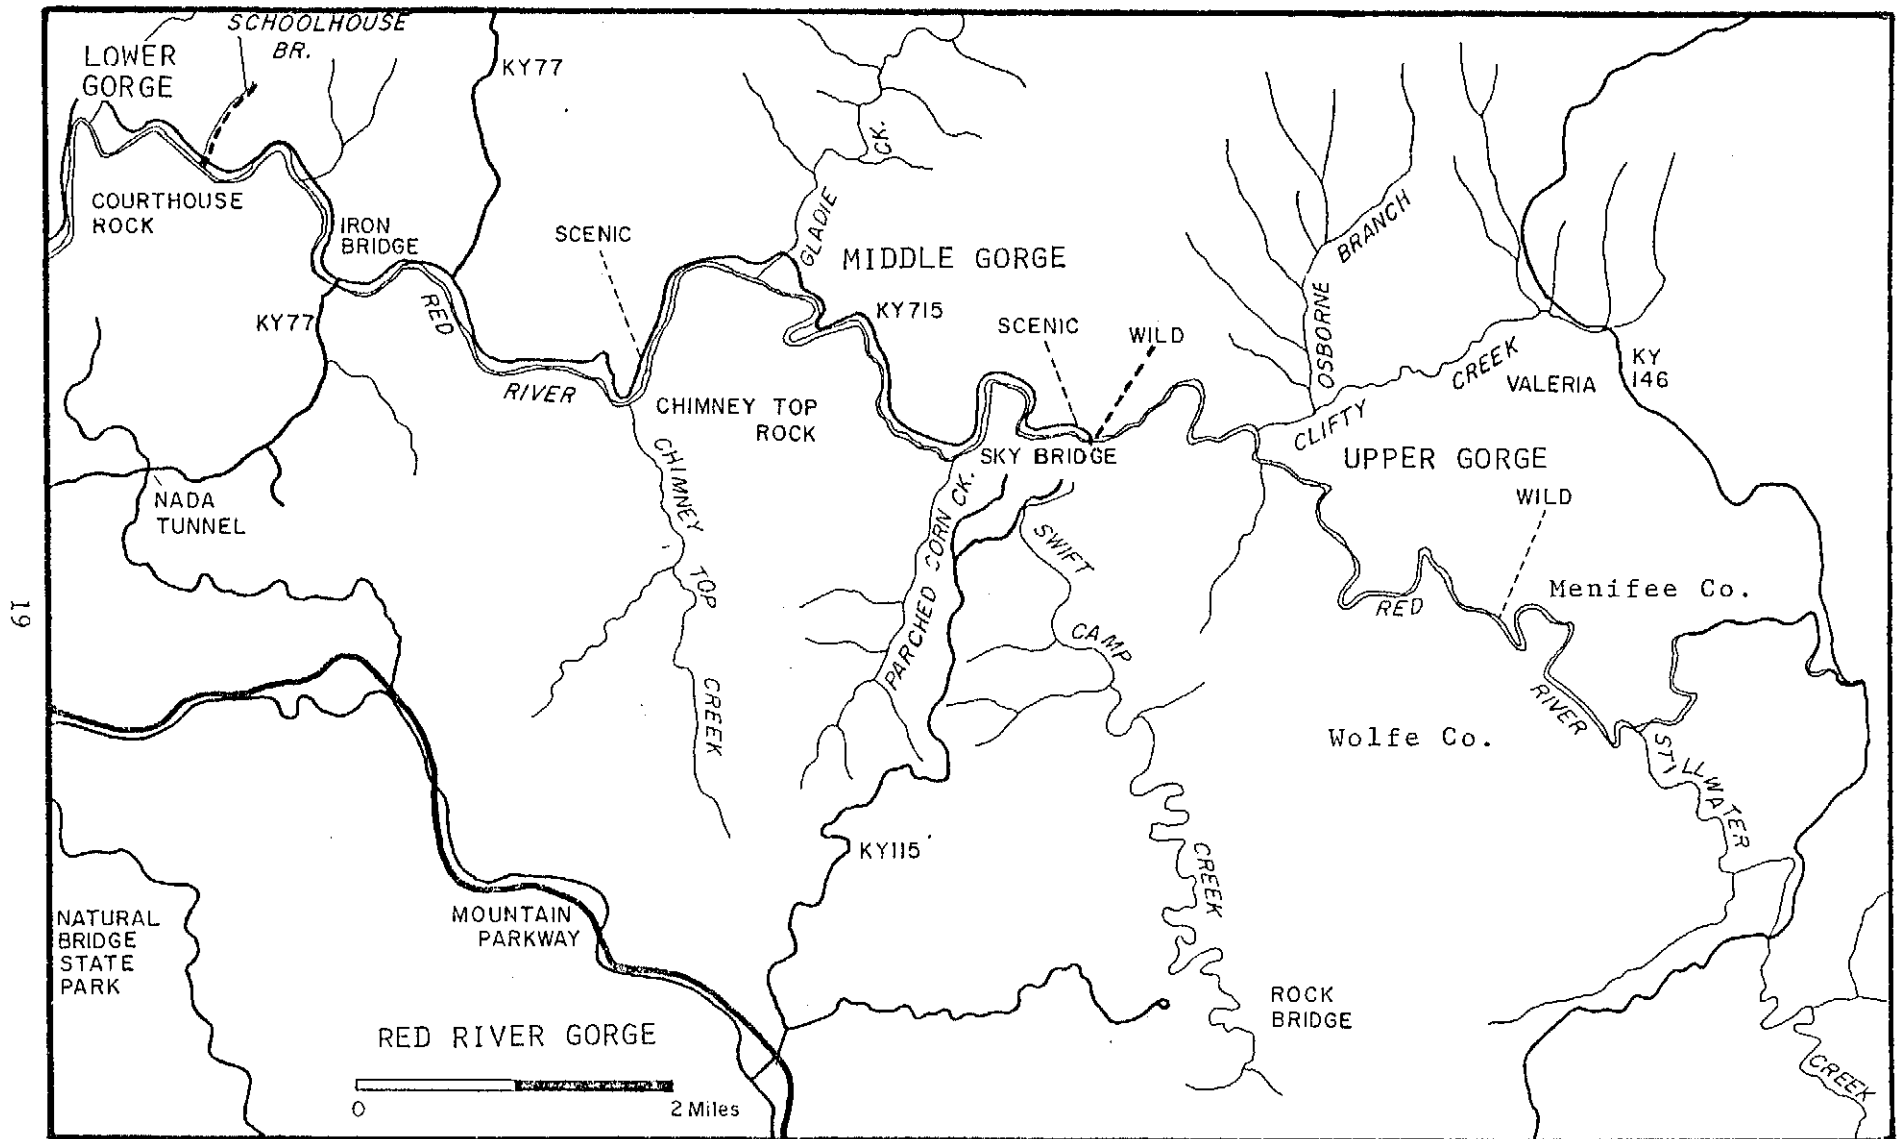 SCHOOLHOUSE
BR.
LOWER
GORGE
KY77
CK.
GLADIE
COURTHOUSE
ROCK
IRON
BRIDGE
SCENIC
MIDDLE GORGE
BRANCH
OSBORNE
KY77
RED
RIVER
KY715
SCENIC
WILD
CREEK
VALERIA
KY
146
CHIMNEY TOP
ROCK
CLIFTY
SKY BRIDGE
UPPER GORGE
WILD
NADA
TUNNEL
CHIMNEY
TOP
CREEK
PARCHED CORN CK.
SWIFT
CAMP
CREEK
RED
RIVER
Menifee Co.
Wolfe Co.
STILLWATER
CREEK
19
KY115
NATURAL
BRIDGE
STATE
PARK
MOUNTAIN
PARKWAY
ROCK
BRIDGE
RED RIVER GORGE
0
2 Miles